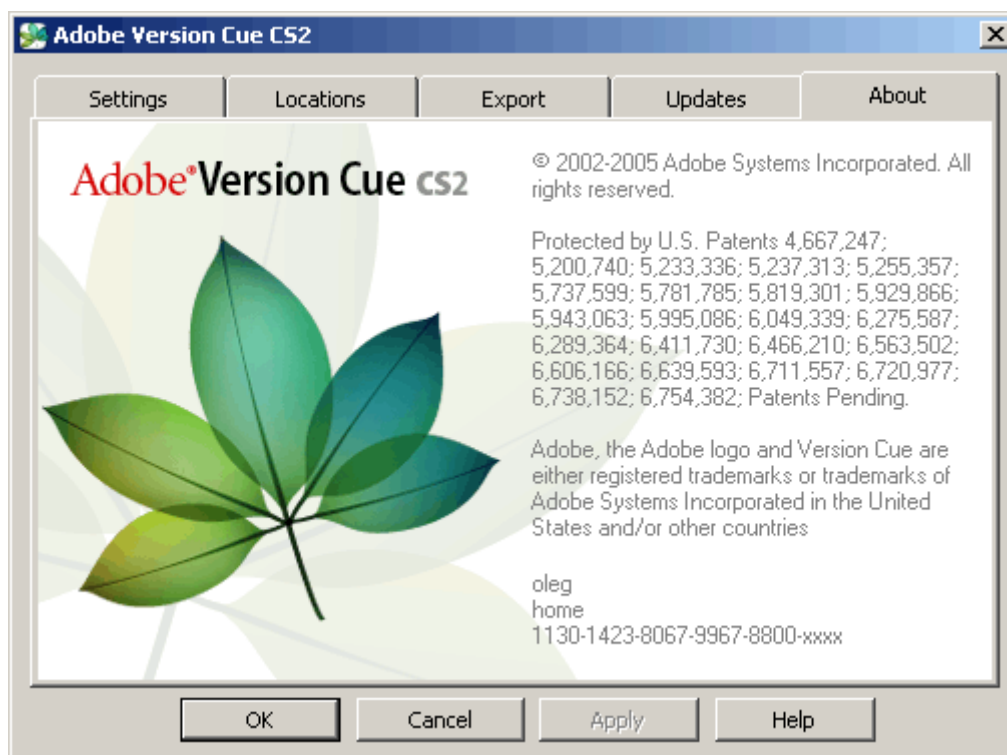 Adobe Version Cue CS2
Settings Locations Export Updates About
Adobe® Version Cue CS2
© 2002-2005 Adobe Systems Incorporated. All
rights reserved.
Protected by U.S. Patents 4,667,247;
5,200,740; 5,233,336; 5,237,313; 5,255,357;
5,737,599; 5,781,785; 5,819,301; 5,929,866;
5,943,063; 5,995,086; 6,049,339; 6,275,587;
6,289,364; 6,411,730; 6,466,210; 6,563,502;
6,606,166; 6,639,593; 6,711,557; 6,720,977;
6,738,152; 6,754,382; Patents Pending.
Adobe, the Adobe logo and Version Cue are
either registered trademarks or trademarks of
Adobe Systems Incorporated in the United
States and/or other countries
oleg
home
1130-1423-8067-9967-8800-xxxx
OK Cancel Apply Help